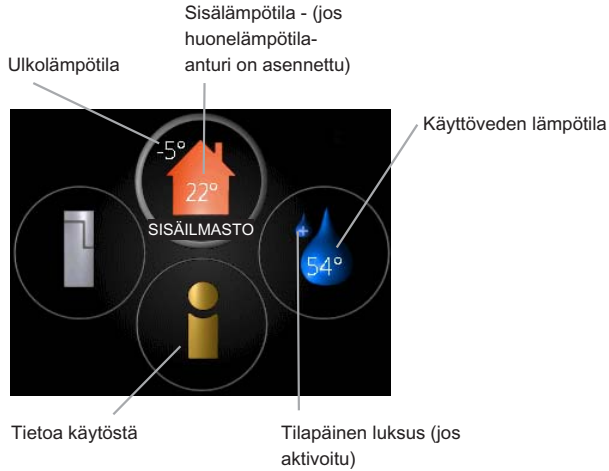 Sisälämpötila - (jos
huonelämpötila-
anturi on asennettu)
Ulkolämpötila
Käyttöveden lämpötila
-5°
22°
SISÄILMASTO
54°
Tietoa käytöstä
Tilapäinen luksus (jos
aktivoitu)